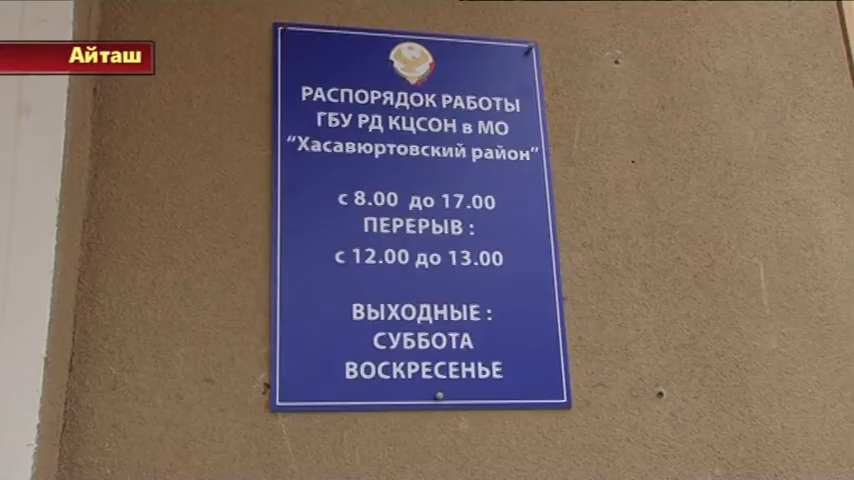 Айташ
РАСПОРЯДОК РАБОТЫ
ГБУ РД КЦСОН в МО
“Хасавюртовский район”
с 8.00 до 17.00
ПЕРЕРЫВ :
с 12.00 до 13.00
ВЫХОДНЫЕ :
СУББОТА
ВОСКРЕСЕНЬЕ